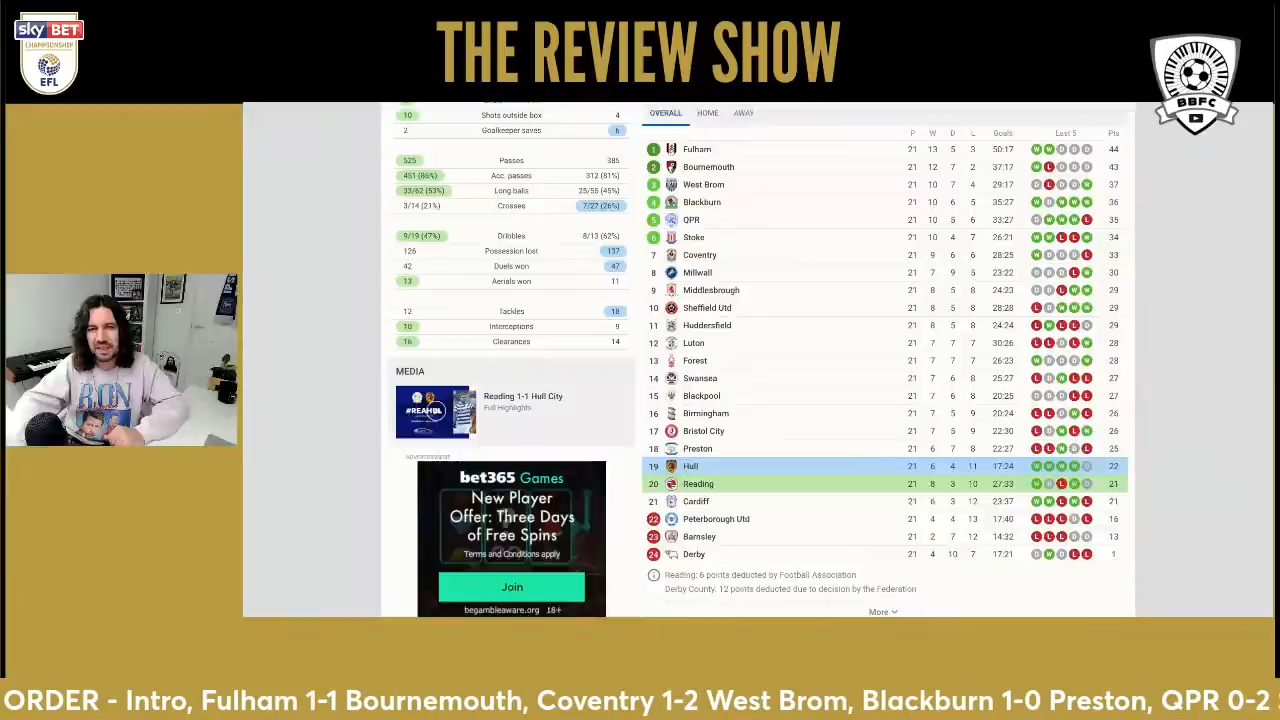 sky BET
CHAMPIONSHIP
EFL
THE REVIEW SHOW
BBFC
10 Shots outside box 4
2 Goalkeeper saves 6
525 Passes 385
451 (86%) Acc. passes 312 (81%)
33/62 (53%) Long balls 25/56 (45%)
3/14 (21%) Crosses 7/27 (26%)
9/19 (47%) Dribbles 8/13 (62%)
126 Possession lost 137
42 Duels won 47
13 Aerials won 11
12 Tackles 18
10 Interceptions 9
16 Clearances 14
MEDIA
#REAHUL
Reading 1-1 Hull City
Full Highlights
ADVERTISEMENT
bet365 Games
New Player
Offer: Three Days
of Free Spins
Terms and Conditions apply
Join
begambleaware.org 18+
OVERALL HOME AWAY
P W D L Goals Last 5 Pts
1 Fulham 21 13 5 3 50:17 W W D D D 44
2 Bournemouth 21 12 7 2 37:17 W L D D D 43
3 West Brom 21 10 7 4 29:17 D L D D W 37
4 Blackburn 21 10 6 5 35:27 W D W W W 36
5 QPR 21 10 5 6 33:27 D W W W L 35
6 Stoke 21 10 4 7 26:21 W W L L W 34
7 Coventry 21 9 6 6 28:25 W D D D L 33
8 Millwall 21 7 9 5 23:22 D D D L W 30
9 Middlesbrough 21 8 5 8 24:23 D D L W W 29
10 Sheffield Utd 21 8 5 8 28:28 L D W W W 29
11 Huddersfield 21 8 5 8 24:24 L W L L D 29
12 Luton 21 7 7 7 30:26 L L D L W 28
13 Forest 21 7 7 7 26:23 W D D D W 28
14 Swansea 21 7 6 8 25:27 L D W L L 27
15 Blackpool 21 7 6 8 20:25 D D D L L 27
16 Birmingham 21 7 5 9 20:24 L L D W L 26
17 Bristol City 21 7 5 9 22:30 L D W L W 26
18 Preston 21 6 7 8 22:27 L L W D L 25
19 Hull 21 6 4 11 17:24 W W W W D 22
20 Reading 21 8 3 10 27:33 W D L W D 21
21 Cardiff 21 6 3 12 23:37 W W L W L 21
22 Peterborough Utd 21 4 4 13 17:40 L L L D L 16
23 Barnsley 21 2 7 12 14:32 L L L D D 13
24 Derby 21 4 10 7 17:21 D W D L L 1
Reading: 6 points deducted by Football Association
Derby County: 12 points deducted due to decision by the Federation
More
ORDER - Intro, Fulham 1-1 Bournemouth, Coventry 1-2 West Brom, Blackburn 1-0 Preston, QPR 0-2